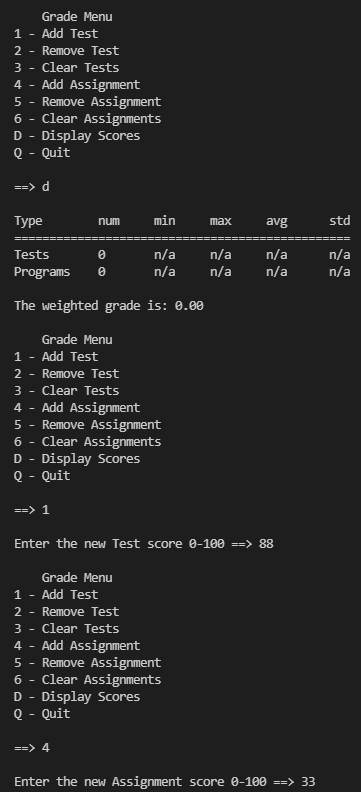 Grade Menu
1 - Add Test
2 - Remove Test
3 - Clear Tests
4 - Add Assignment
5 - Remove Assignment
6 - Clear Assignments
D - Display Scores
Q - Quit
==> d
Type        num     min     max     avg      std
================================================
Tests       0       n/a     n/a     n/a      n/a
Programs    0       n/a     n/a     n/a      n/a
The weighted grade is: 0.00
    Grade Menu
1 - Add Test
2 - Remove Test
3 - Clear Tests
4 - Add Assignment
5 - Remove Assignment
6 - Clear Assignments
D - Display Scores
Q - Quit
==> 1
Enter the new Test score 0-100 ==> 88
    Grade Menu
1 - Add Test
2 - Remove Test
3 - Clear Tests
4 - Add Assignment
5 - Remove Assignment
6 - Clear Assignments
D - Display Scores
Q - Quit
==> 4
Enter the new Assignment score 0-100 ==> 33